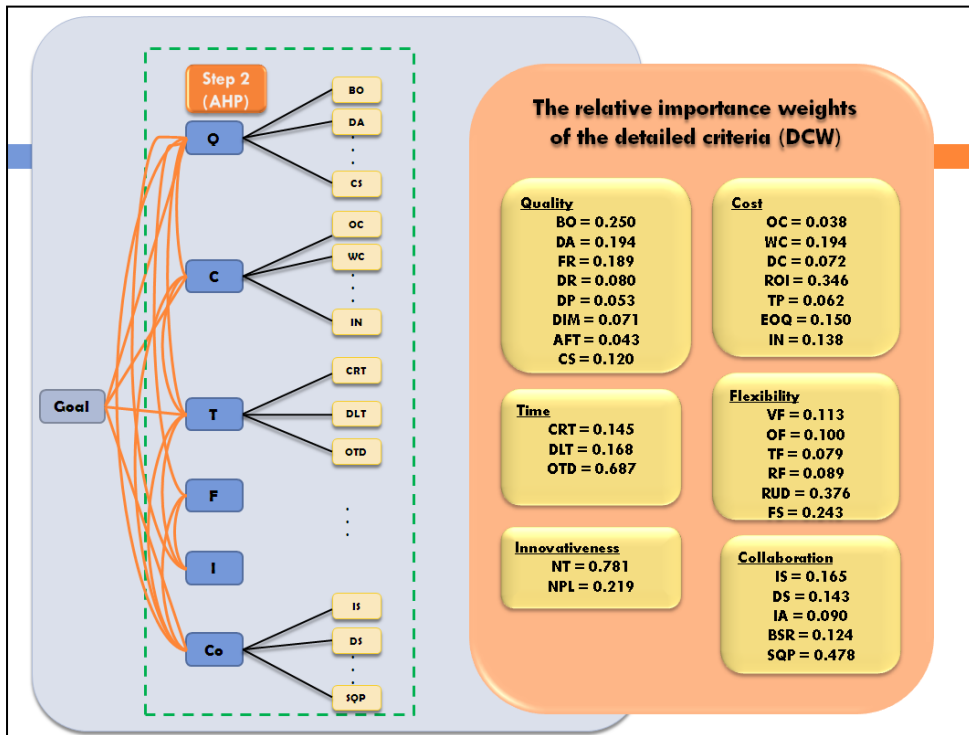 Step 2
(AHP)
Q
BO
DA
CS
C
OC
WC
IN
Goal
T
CRT
DLT
OTD
F
I
Co
IS
DS
SQP
The relative importance weights
of the detailed criteria (DCW)
Quality
BO = 0.250
DA = 0.194
FR = 0.189
DR = 0.080
DP = 0.053
DIM = 0.071
AFT = 0.043
CS = 0.120
Cost
OC = 0.038
WC = 0.194
DC = 0.072
ROI = 0.346
TP = 0.062
EOQ = 0.150
IN = 0.138
Time
CRT = 0.145
DLT = 0.168
OTD = 0.687
Flexibility
VF = 0.113
OF = 0.100
TF = 0.079
RF = 0.089
RUD = 0.376
FS = 0.243
Innovativeness
NT = 0.781
NPL = 0.219
Collaboration
IS = 0.165
DS = 0.143
IA = 0.090
BSR = 0.124
SQP = 0.478